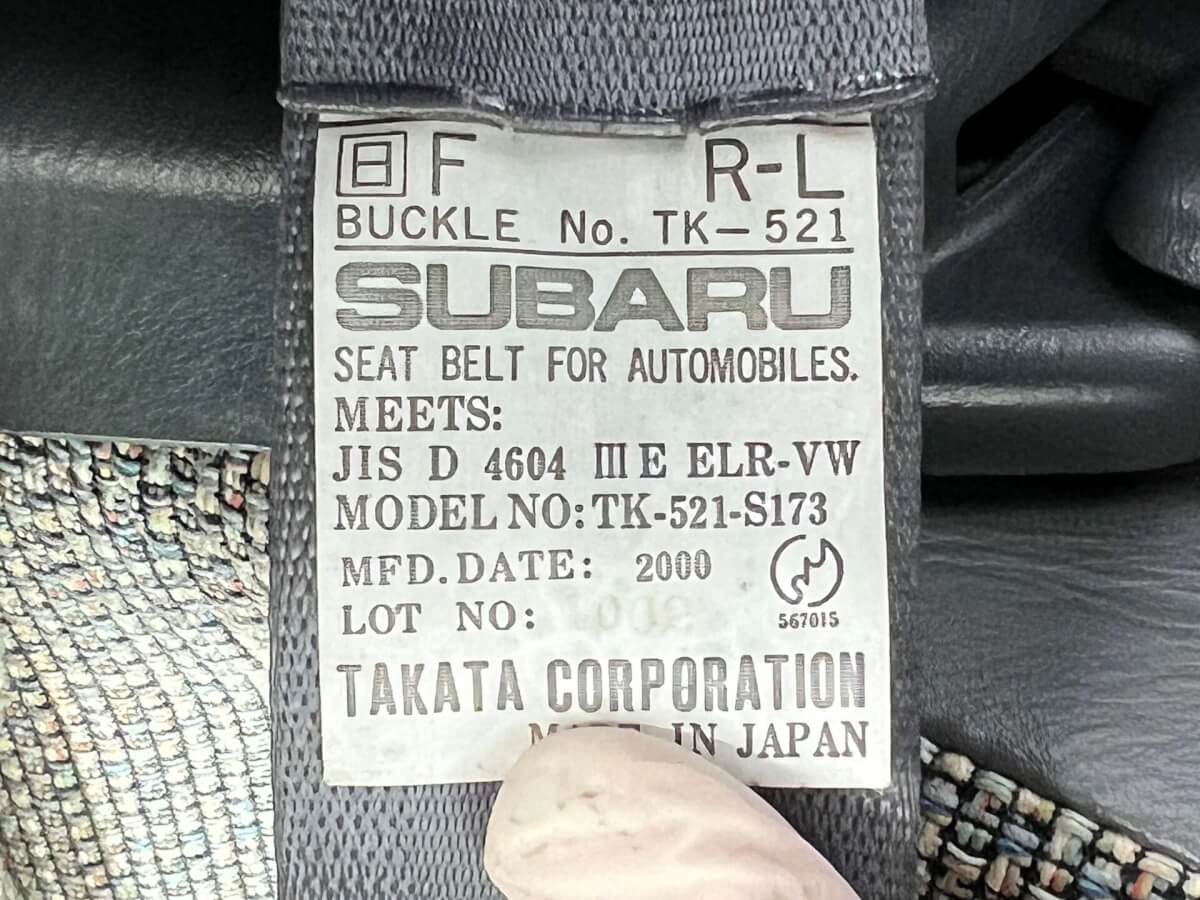 日 F R-L
BUCKLE No. TK-521
SUBARU
SEAT BELT FOR AUTOMOBILES.
MEETS:
JIS D 4604 III E ELR-VW
MODEL NO: TK-521-S173
MFD. DATE: 2000
LOT NO:
567015
TAKATA CORPORATION
IN JAPAN